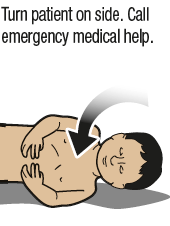 Turn patient on side. Call
emergency medical help.